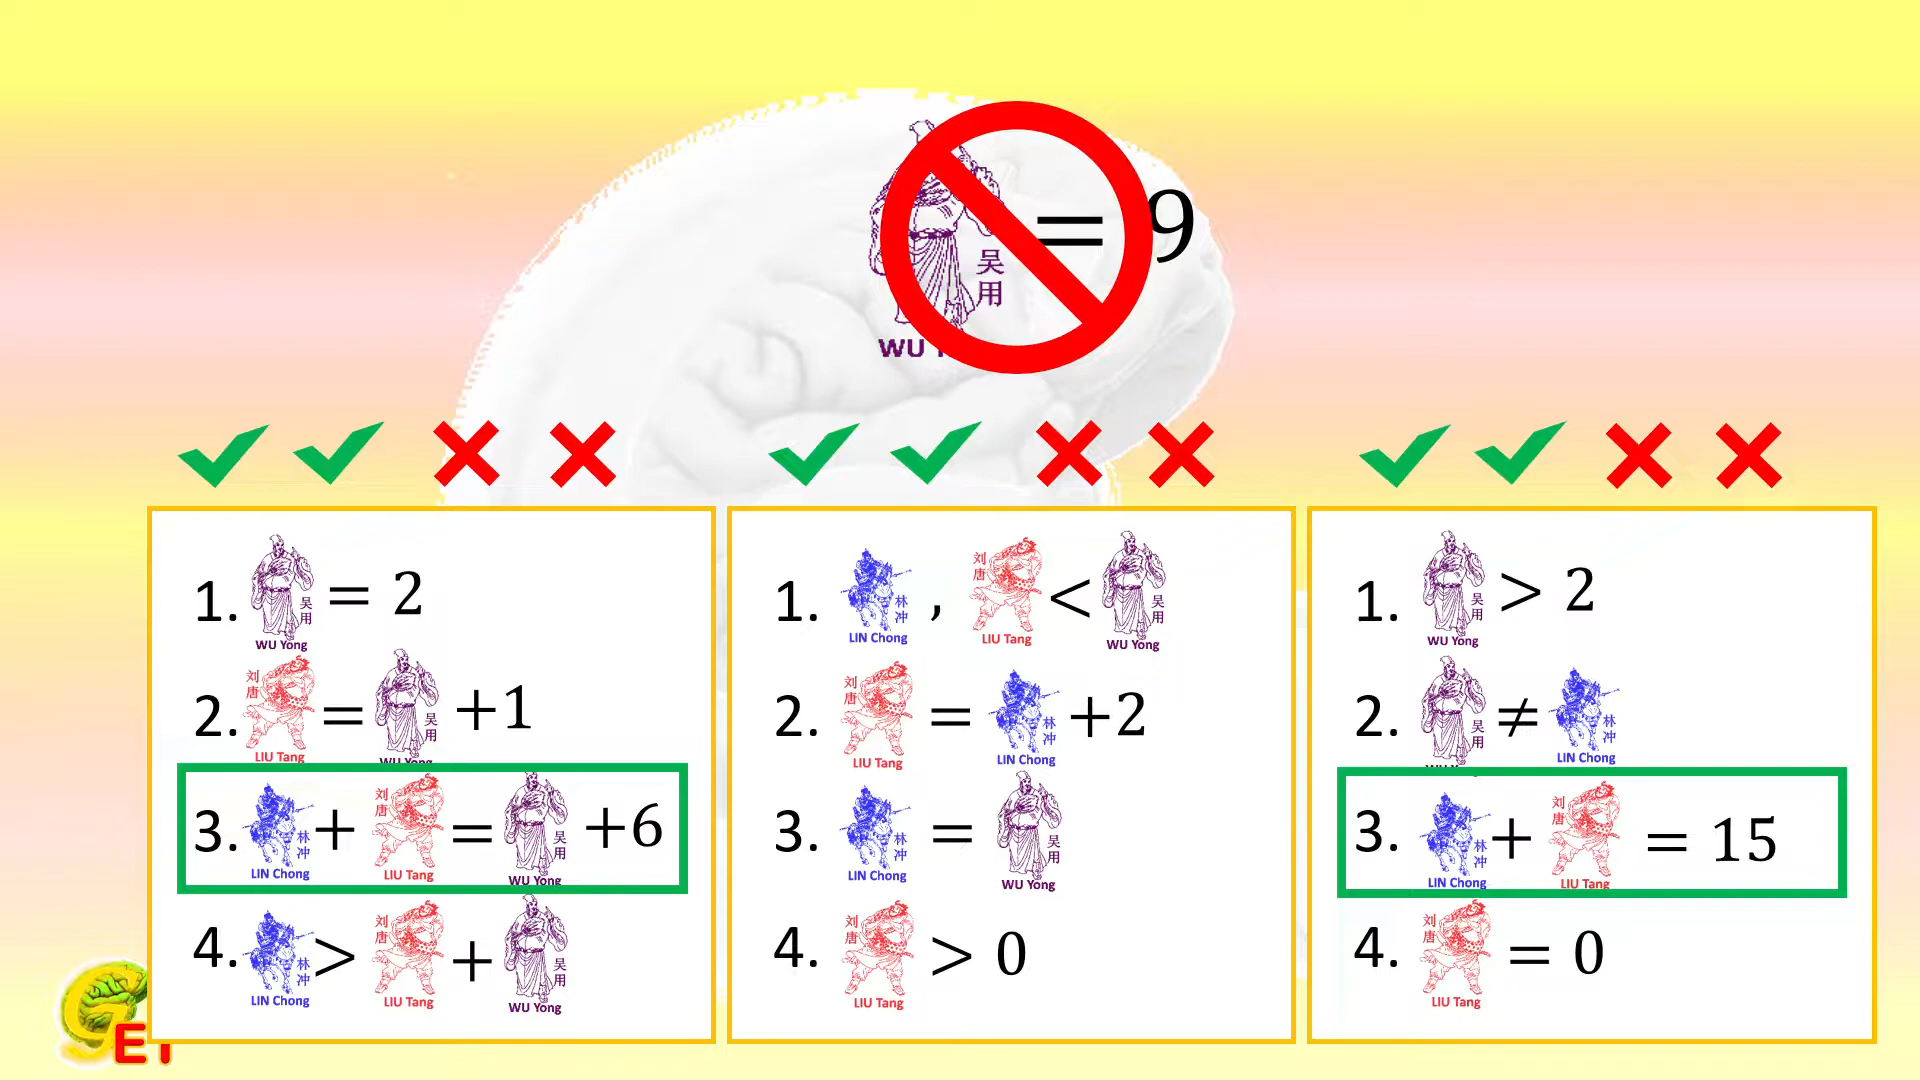 = 9
吴用
WU
1. 吴用 WU Yong = 2
2. 刘唐 LIU Tang = 吴用 WU Yong +1
3. 林冲 LIN Chong + 刘唐 LIU Tang = 吴用 WU Yong +6
4. 林冲 LIN Chong > 刘唐 LIU Tang + 吴用 WU Yong
1. 林冲 LIN Chong , 刘唐 LIU Tang < 吴用 WU Yong
2. 刘唐 LIU Tang = 林冲 LIN Chong +2
3. 林冲 LIN Chong = 吴用 WU Yong
4. 刘唐 LIU Tang > 0
1. 吴用 WU Yong > 2
2. 吴用 ≠ 林冲 LIN Chong
3. 林冲 LIN Chong + 刘唐 LIU Tang = 15
4. 刘唐 LIU Tang = 0